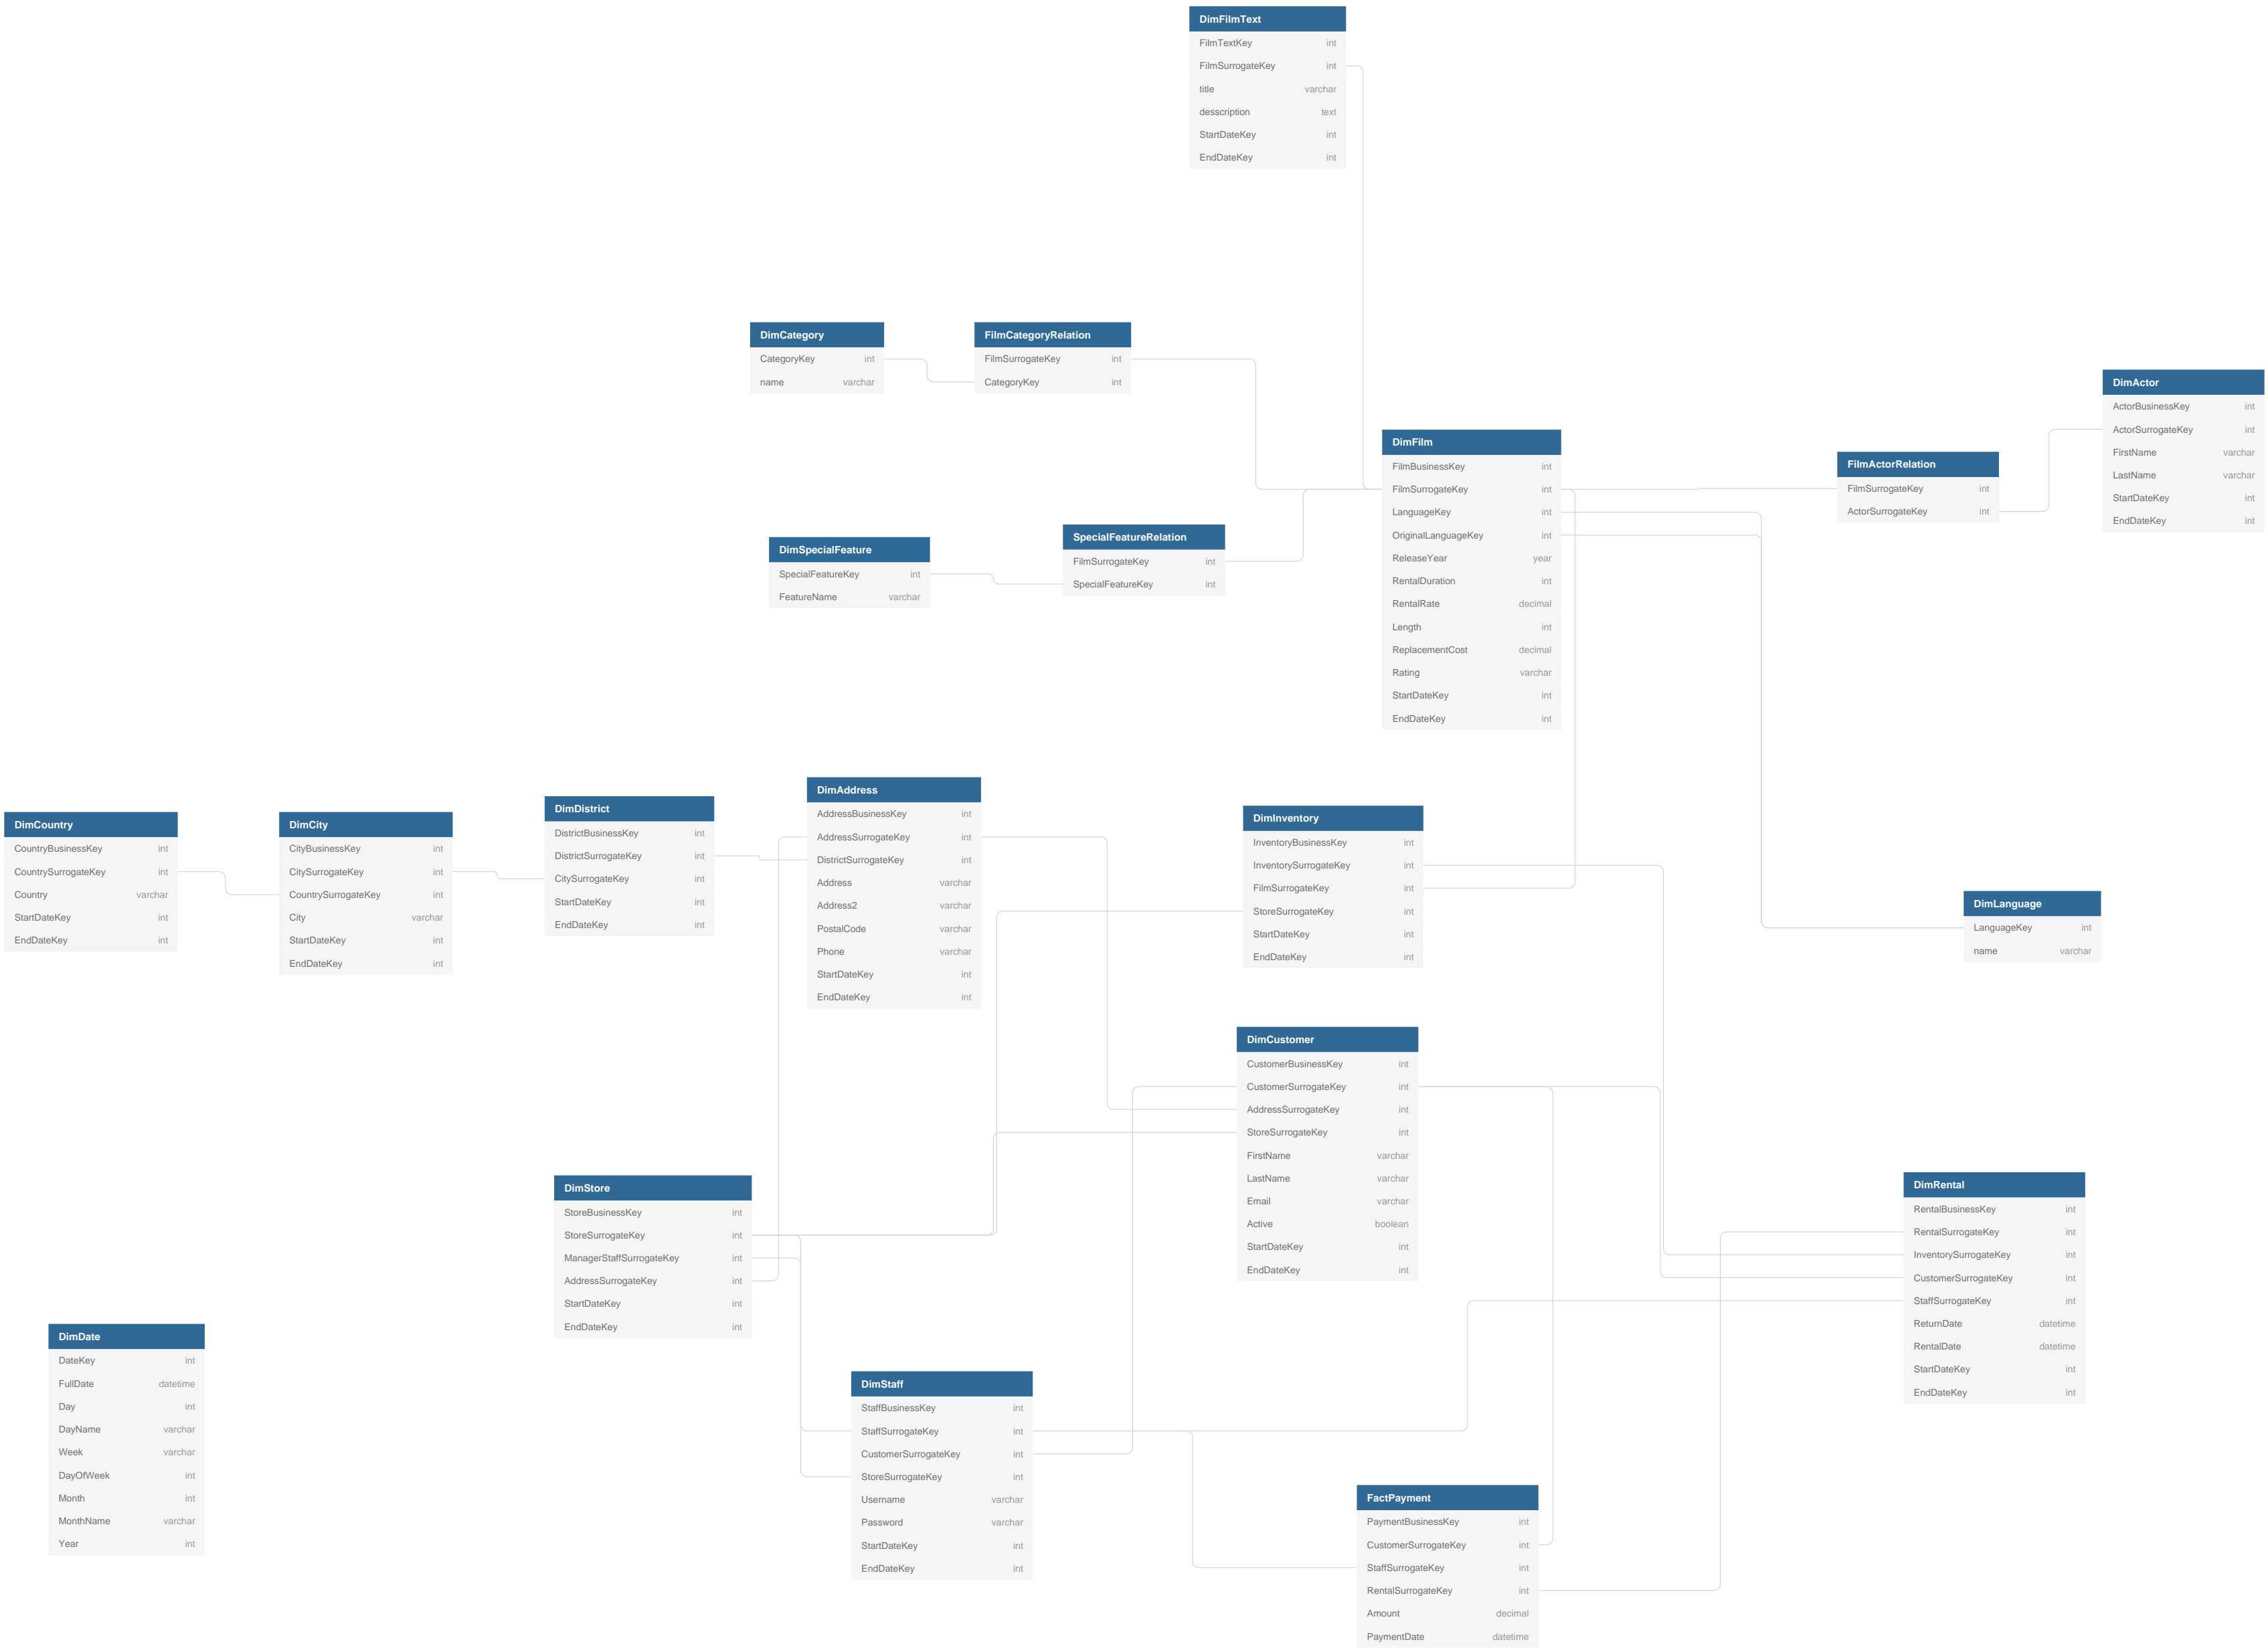 DimFilmText
FilmTextKey int
FilmSurrogateKey int
title varchar
desscription text
StartDateKey int
EndDateKey int
DimCategory
CategoryKey int
name varchar
FilmCategoryRelation
FilmSurrogateKey int
CategoryKey int
DimActor
ActorBusinessKey int
ActorSurrogateKey int
FirstName varchar
LastName varchar
StartDateKey int
EndDateKey int
DimFilm
FilmBusinessKey int
FilmSurrogateKey int
LanguageKey int
OriginalLanguageKey int
ReleaseYear year
RentalDuration int
RentalRate decimal
Length int
ReplacementCost decimal
Rating varchar
StartDateKey int
EndDateKey int
FilmActorRelation
FilmSurrogateKey int
ActorSurrogateKey int
DimSpecialFeature
SpecialFeatureKey int
FeatureName varchar
SpecialFeatureRelation
FilmSurrogateKey int
SpecialFeatureKey int
DimCountry
CountryBusinessKey int
CountrySurrogateKey int
Country varchar
StartDateKey int
EndDateKey int
DimCity
CityBusinessKey int
CitySurrogateKey int
CountrySurrogateKey int
City varchar
StartDateKey int
EndDateKey int
DimDistrict
DistrictBusinessKey int
DistrictSurrogateKey int
CitySurrogateKey int
StartDateKey int
EndDateKey int
DimAddress
AddressBusinessKey int
AddressSurrogateKey int
DistrictSurrogateKey int
Address varchar
Address2 varchar
PostalCode varchar
Phone varchar
StartDateKey int
EndDateKey int
DimInventory
InventoryBusinessKey int
InventorySurrogateKey int
FilmSurrogateKey int
StoreSurrogateKey int
StartDateKey int
EndDateKey int
DimLanguage
LanguageKey int
name varchar
DimCustomer
CustomerBusinessKey int
CustomerSurrogateKey int
AddressSurrogateKey int
StoreSurrogateKey int
FirstName varchar
LastName varchar
Email varchar
Active boolean
StartDateKey int
EndDateKey int
DimStore
StoreBusinessKey int
StoreSurrogateKey int
ManagerStaffSurrogateKey int
AddressSurrogateKey int
StartDateKey int
EndDateKey int
DimRental
RentalBusinessKey int
RentalSurrogateKey int
InventorySurrogateKey int
CustomerSurrogateKey int
StaffSurrogateKey int
ReturnDate datetime
RentalDate datetime
StartDateKey int
EndDateKey int
DimDate
DateKey int
FullDate datetime
Day int
DayName varchar
Week varchar
DayOfWeek int
Month int
MonthName varchar
Year int
DimStaff
StaffBusinessKey int
StaffSurrogateKey int
CustomerSurrogateKey int
StoreSurrogateKey int
Username varchar
Password varchar
StartDateKey int
EndDateKey int
FactPayment
PaymentBusinessKey int
CustomerSurrogateKey int
StaffSurrogateKey int
RentalSurrogateKey int
Amount decimal
PaymentDate datetime